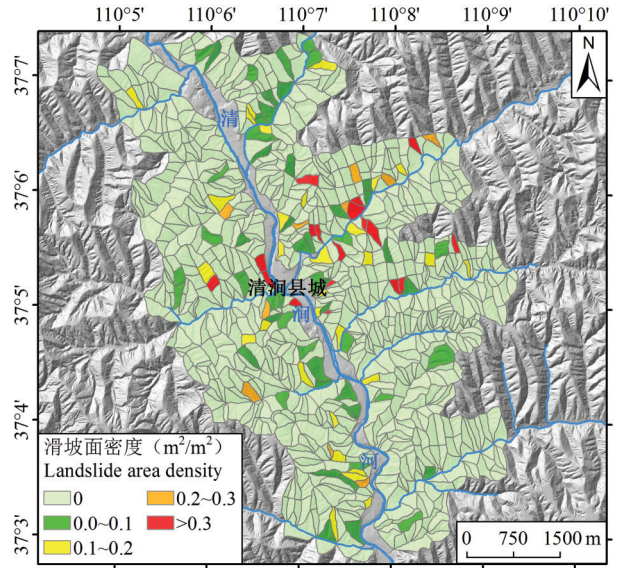 110°5′ 110°6′ 110°7′ 110°8′ 110°9′ 110°10′
N
37°7′
37°6′
37°5′
37°4′
37°3′
清
清涧县城
涧
河
滑坡面密度（m²/m²）
Landslide area density
0 0.2~0.3
0.0~0.1 >0.3
0.1~0.2
0 750 1500 m